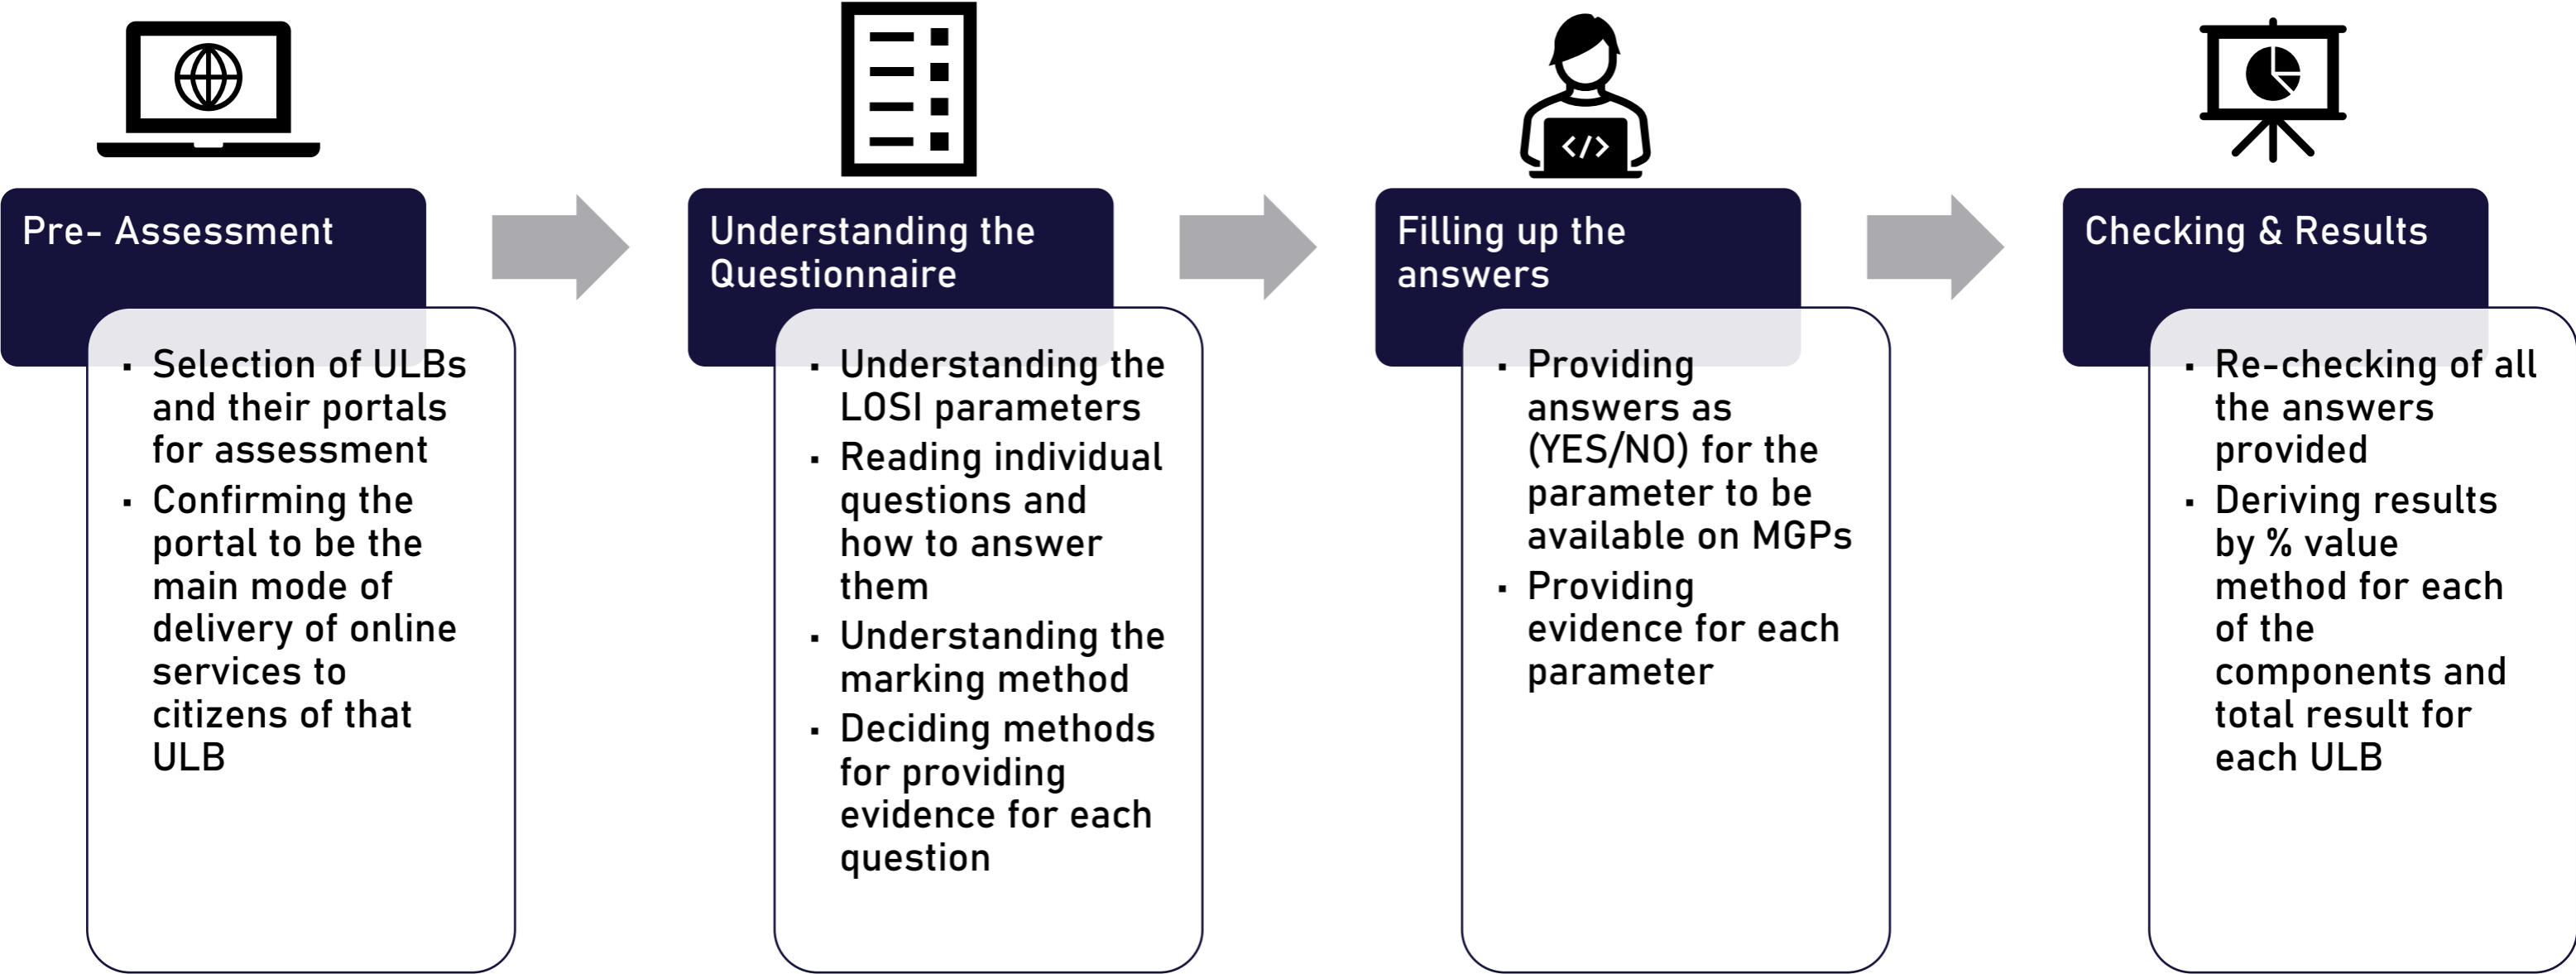 </>
Pre- Assessment
▪ Selection of ULBs
and their portals
for assessment
▪ Confirming the
portal to be the
main mode of
delivery of online
services to
citizens of that
ULB
Understanding the
Questionnaire
▪ Understanding the
LOSI parameters
▪ Reading individual
questions and
how to answer
them
▪ Understanding the
marking method
▪ Deciding methods
for providing
evidence for each
question
Filling up the
answers
▪ Providing
answers as
(YES/NO) for the
parameter to be
available on MGPs
▪ Providing
evidence for each
parameter
Checking & Results
▪ Re-checking of all
the answers
provided
▪ Deriving results
by % value
method for each
of the
components and
total result for
each ULB